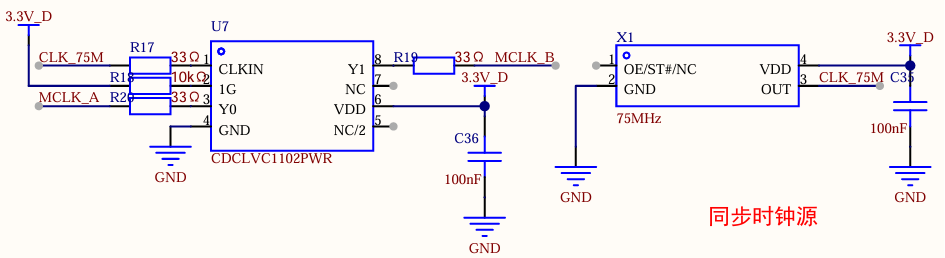 3.3V_D
U7
X1
3.3V_D
CLK_75M
R17
33Ω
1
CLKIN
Y1
8
R19
33Ω
MCLK_B
1
OE/ST#/NC
VDD
4
R18
10kΩ
2
1G
NC
7
3.3V_D
2
GND
OUT
3
CLK_75M
C35
MCLK_A
R20
33Ω
3
Y0
VDD
6
75MHz
4
GND
NC/2
5
C36
100nF
CDCLVC1102PWR
GND
100nF
GND
GND
同步时钟源
GND